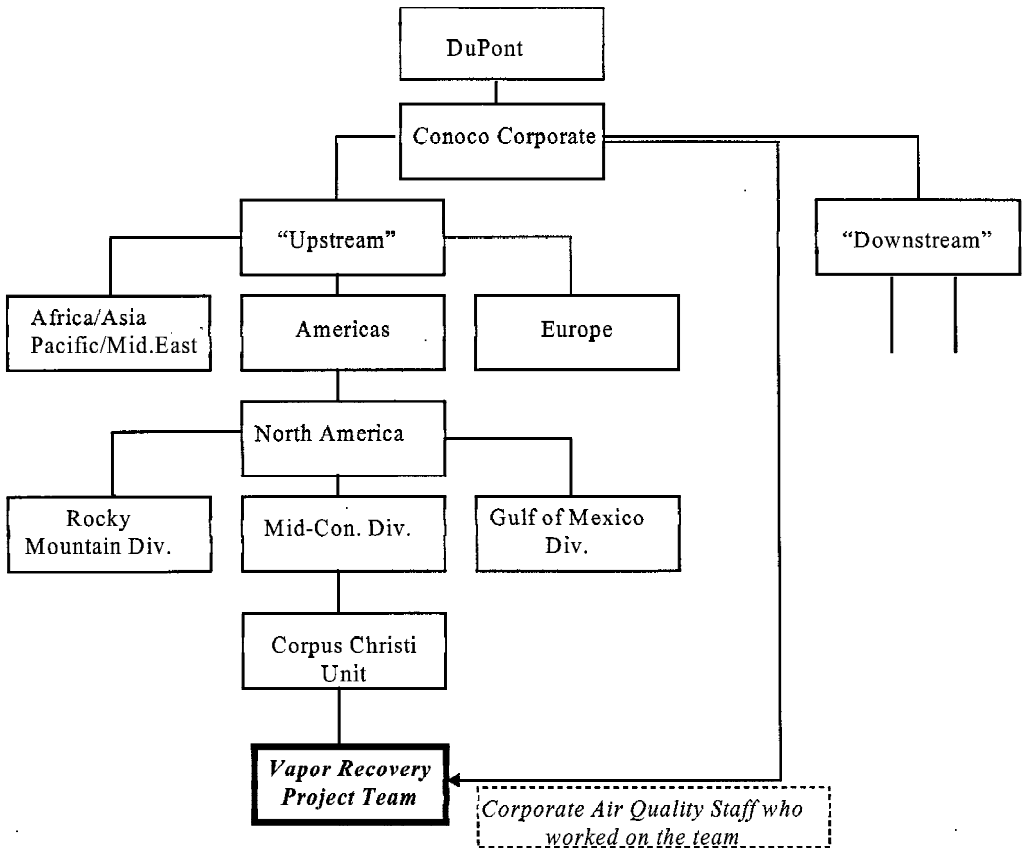 DuPont
Conoco Corporate
“Upstream”
“Downstream”
Africa/Asia
Pacific/Mid.East
Americas
Europe
North America
Rocky
Mountain Div.
Mid-Con. Div.
Gulf of Mexico
Div.
Corpus Christi
Unit
Vapor Recovery
Project Team
Corporate Air Quality Staff who
worked on the team